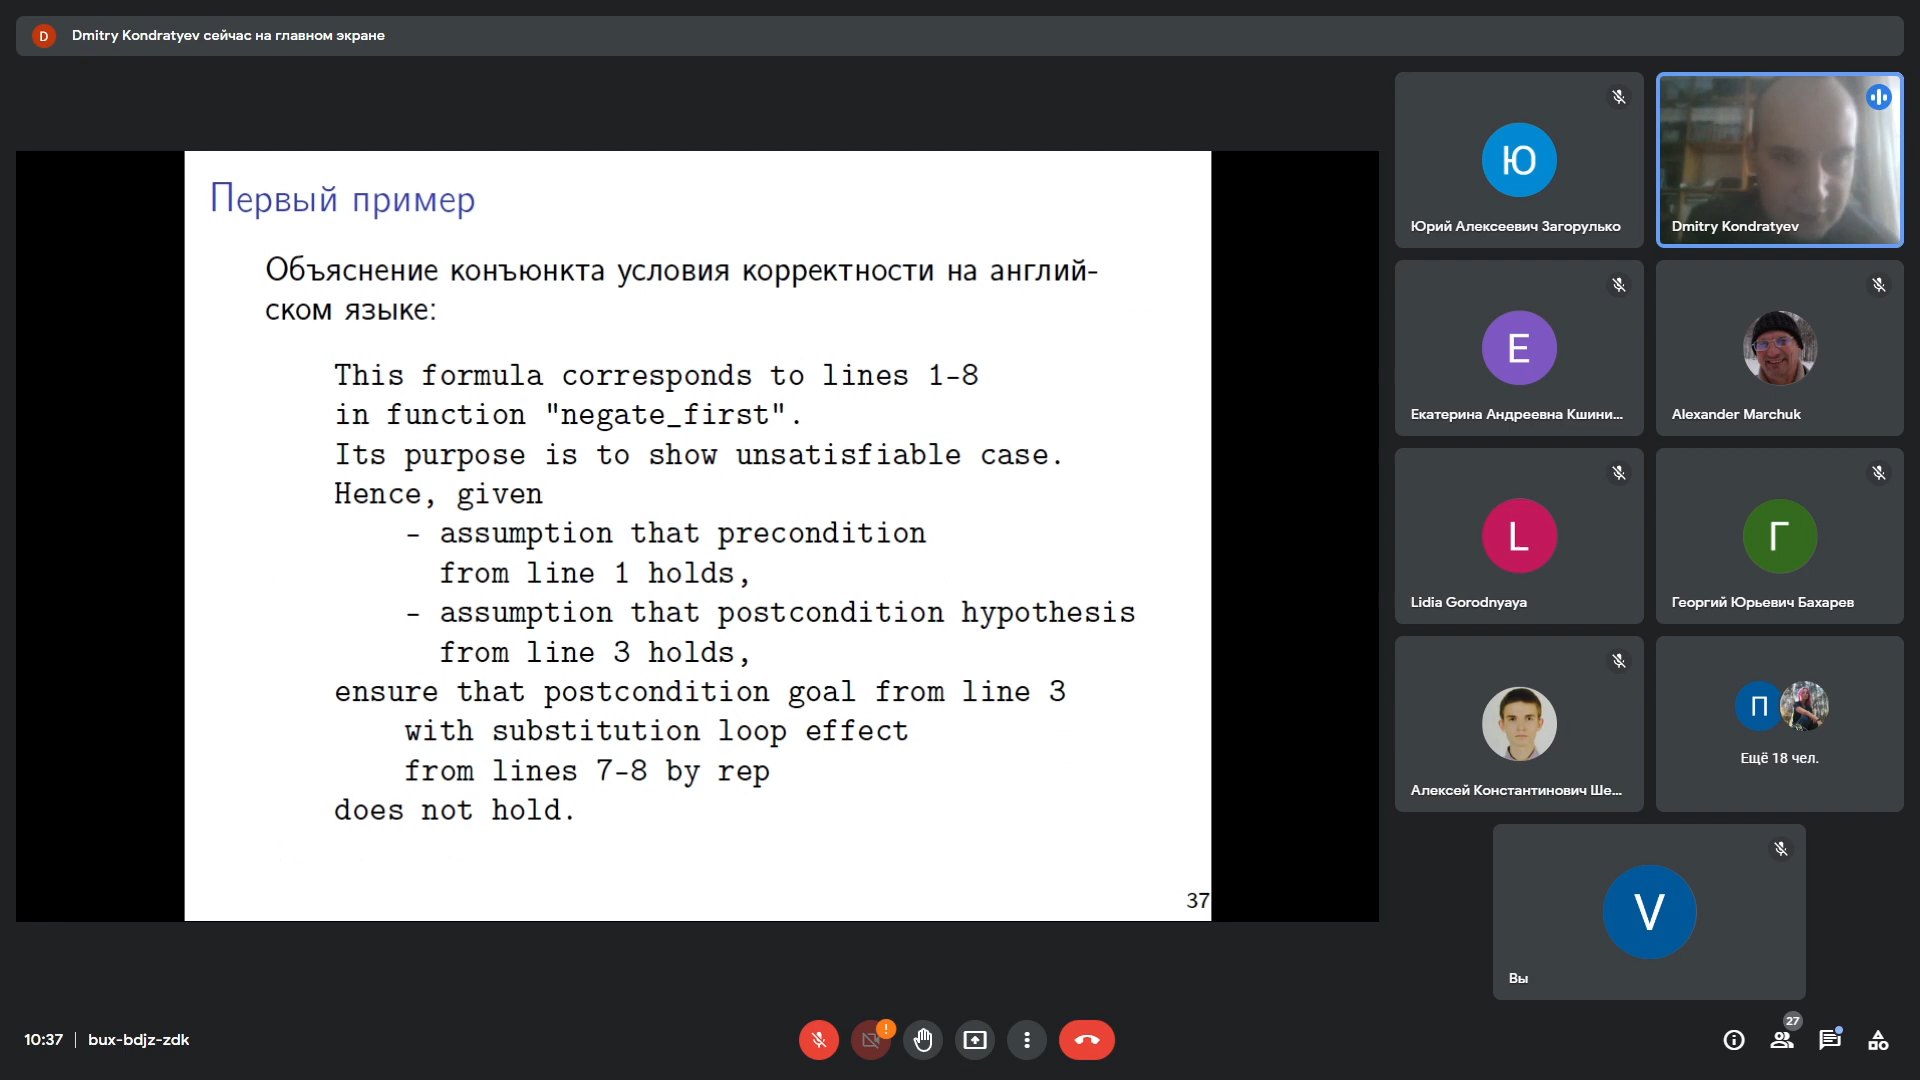 D
Dmitry Kondratyev сейчас на главном экране
Первый пример
Объяснение конъюнкта условия корректности на англий-
ском языке:
This formula corresponds to lines 1-8
in function "negate_first".
Its purpose is to show unsatisfiable case.
Hence, given
- assumption that precondition
from line 1 holds,
- assumption that postcondition hypothesis
from line 3 holds,
ensure that postcondition goal from line 3
with substitution loop effect
from lines 7-8 by rep
does not hold.
37
Ю
Юрий Алексеевич Загорулько
Dmitry Kondratyev
E
Екатерина Андреевна Кшини...
Alexander Marchuk
L
Lidia Gorodnyaya
Г
Георгий Юрьевич Бахарев
Алексей Константинович Ше...
П
Ещё 18 чел.
V
Вы
10:37 | bux-bdjz-zdk
!
27